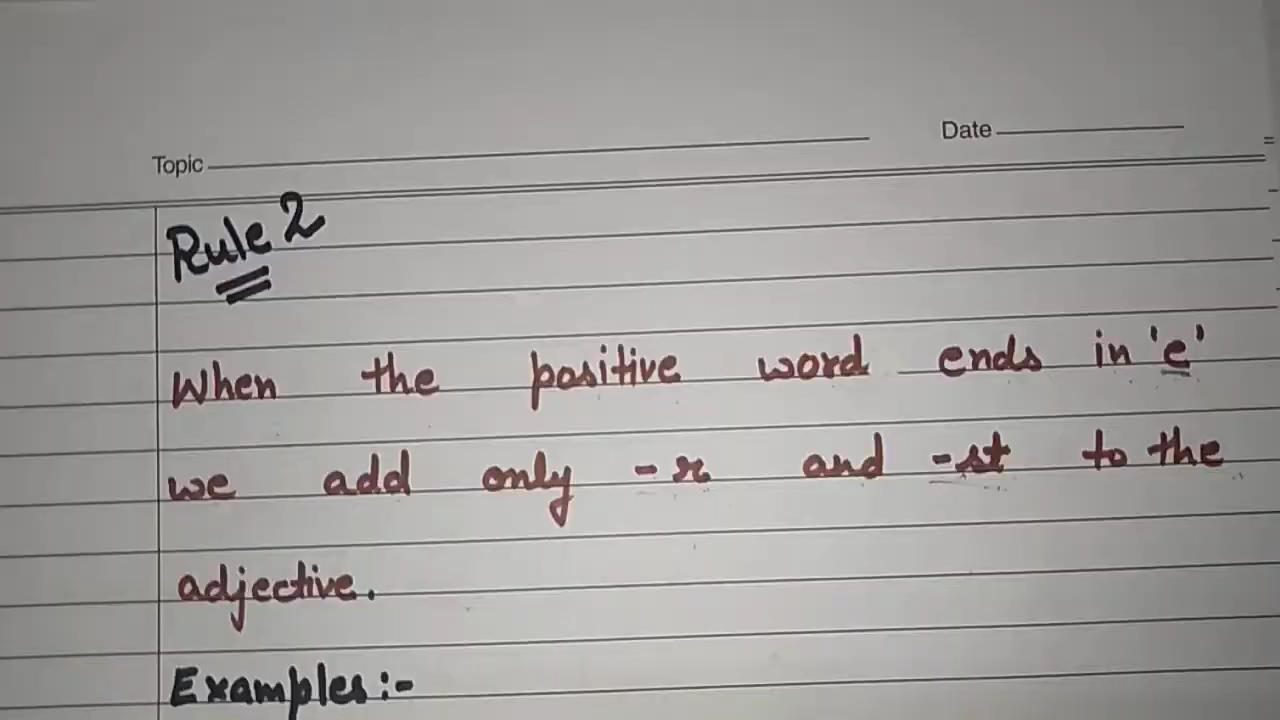 Topic
Date
Rule 2
When the positive word ends in 'e'
we add only -r and -st to the
adjective.
Examples:-